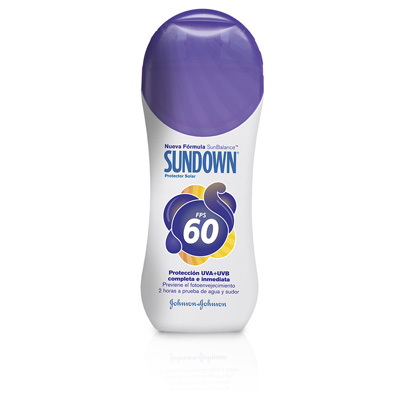 Nueva Fórmula SunBalance™
SUNDOWN®
Protector Solar
FPS
60
Protección UVA+UVB
completa e inmediata
Previene el fotoenvejecimiento
2 horas a prueba de agua y sudor
Johnson & Johnson